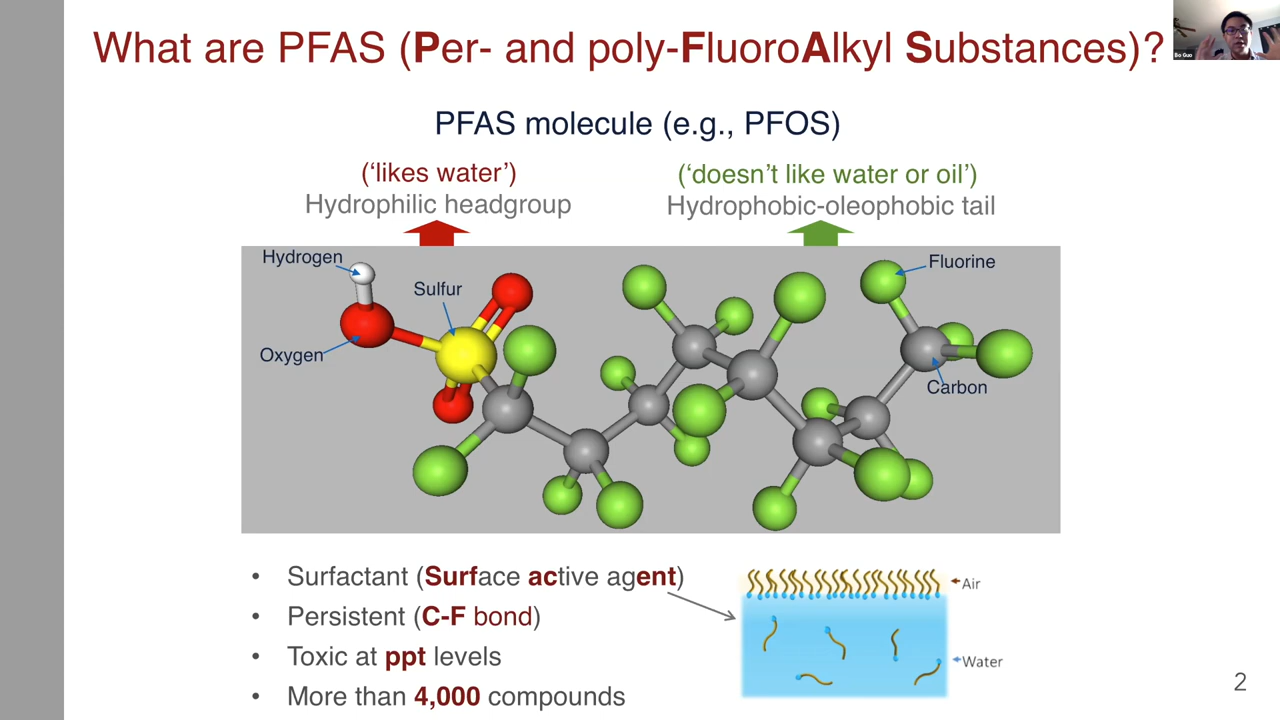 What are PFAS (Per- and poly-FluoroAlkyl Substances)?
Bo Guo
PFAS molecule (e.g., PFOS)
(‘likes water’)
Hydrophilic headgroup
(‘doesn’t like water or oil’)
Hydrophobic-oleophobic tail
Hydrogen
Sulfur
Oxygen
Fluorine
Carbon
• Surfactant (Surface active agent)
• Persistent (C-F bond)
• Toxic at ppt levels
• More than 4,000 compounds
Air
Water
2